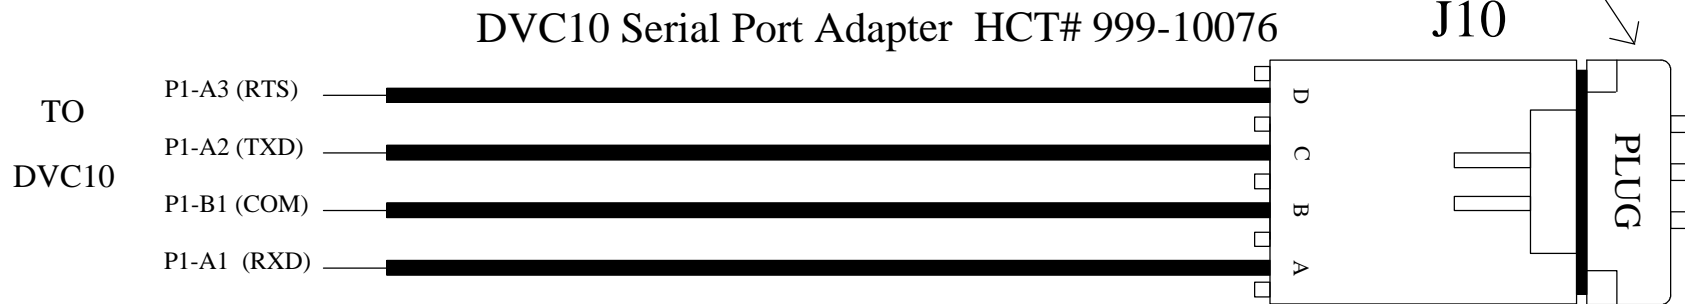 DVC10 Serial Port Adapter HCT# 999-10076
J10
TO
DVC10
P1-A3 (RTS)
P1-A2 (TXD)
P1-B1 (COM)
P1-A1 (RXD)
D
C
B
A
PLUG